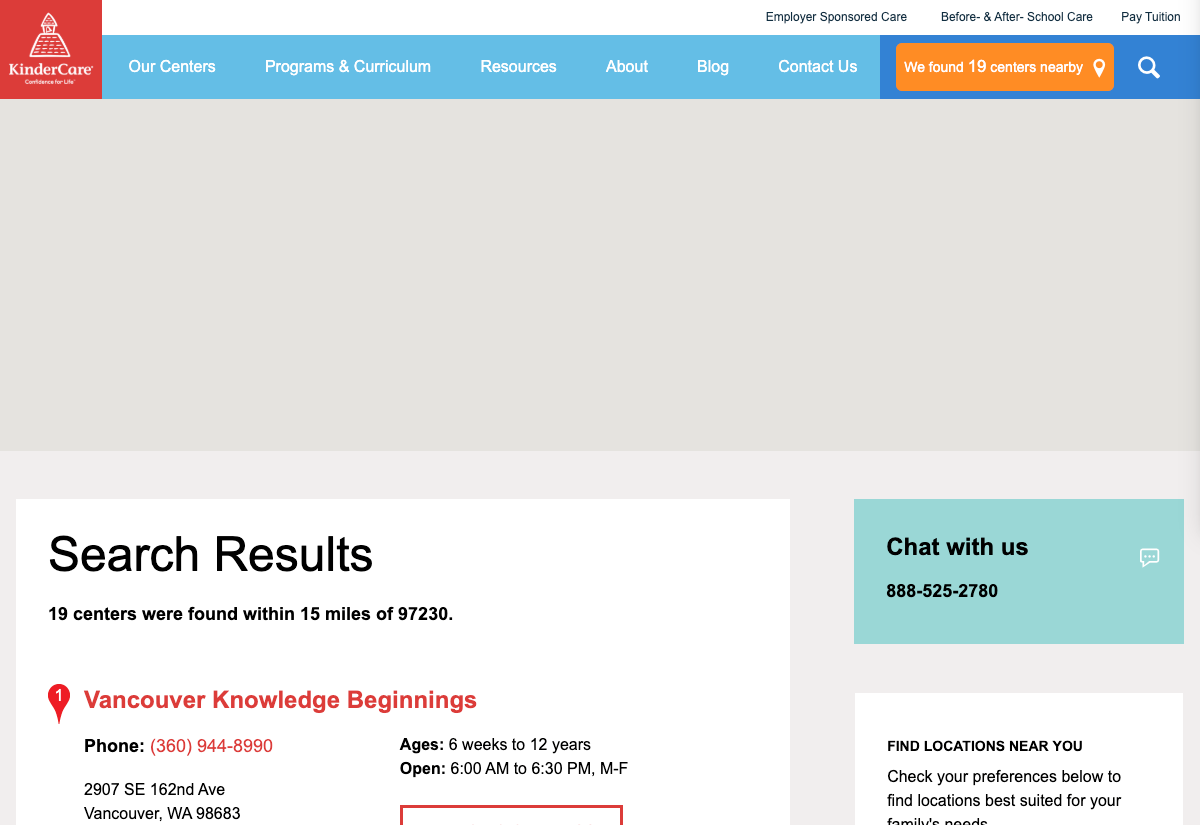 Employer Sponsored Care Before- & After- School Care Pay Tuition
KinderCare
Confidence for Life
Our Centers Programs & Curriculum Resources About Blog Contact Us We found 19 centers nearby
Search Results
19 centers were found within 15 miles of 97230.
1 Vancouver Knowledge Beginnings
Phone: (360) 944-8990
2907 SE 162nd Ave
Vancouver, WA 98683
Ages: 6 weeks to 12 years
Open: 6:00 AM to 6:30 PM, M-F
Chat with us
888-525-2780
FIND LOCATIONS NEAR YOU
Check your preferences below to
find locations best suited for your
family's needs.